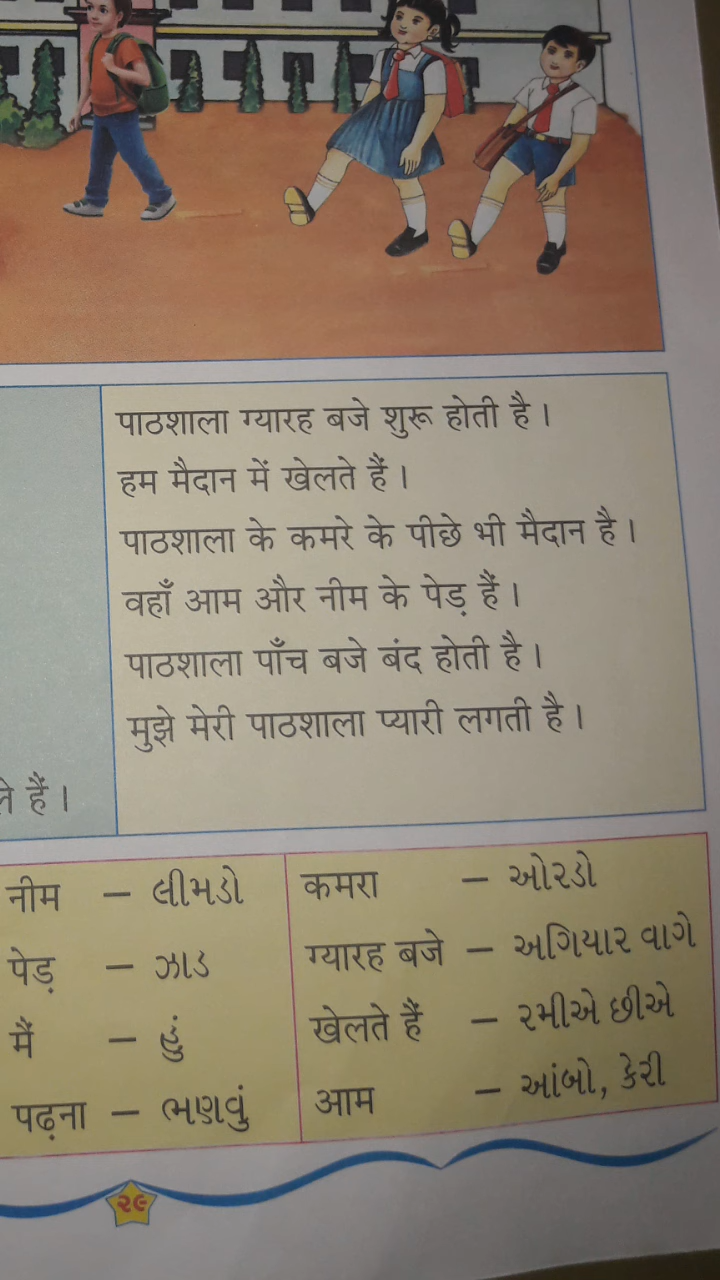 पाठशाला ग्यारह बजे शुरू होती है ।
हम मैदान में खेलते हैं ।
पाठशाला के कमरे के पीछे भी मैदान है ।
वहाँ आम और नीम के पेड़ हैं ।
पाठशाला पाँच बजे बंद होती है ।
मुझे मेरी पाठशाला प्यारी लगती है ।
हैं ।
नीम – લીમડો
पेड़ – ઝાડ
मैं – હું
पढ़ना – ભણવું
कमरा – ઓરડો
ग्यारह बजे – અગિયાર વાગે
खेलते हैं – રમીએ છીએ
आम – આંબો, કેરી
૨૯